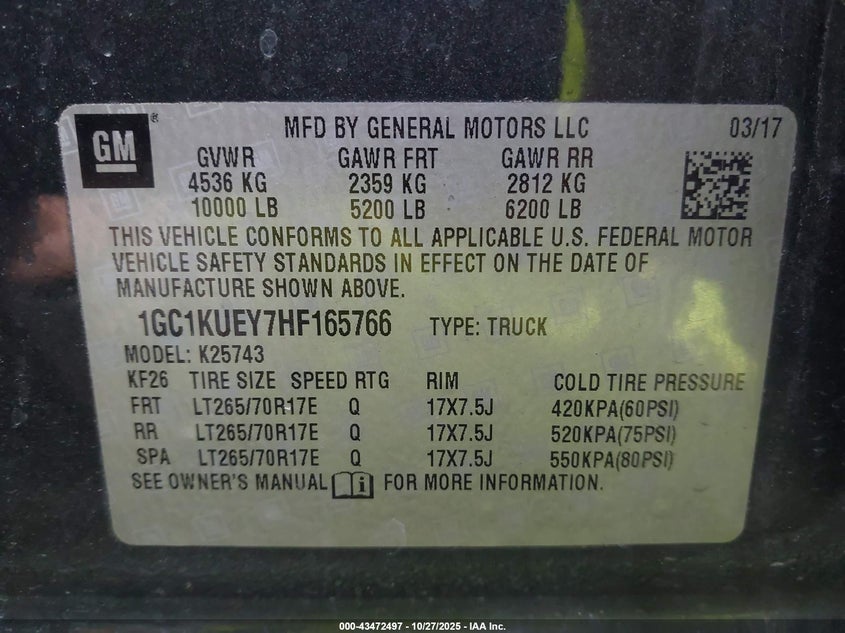 GM® MFD BY GENERAL MOTORS LLC 03/17
GVWR GAWR FRT GAWR RR
4536 KG 2359 KG 2812 KG
10000 LB 5200 LB 6200 LB
THIS VEHICLE CONFORMS TO ALL APPLICABLE U.S. FEDERAL MOTOR
VEHICLE SAFETY STANDARDS IN EFFECT ON THE DATE OF
MANUFACTURE SHOWN ABOVE.
1GC1KUEY7HF165766 TYPE: TRUCK
MODEL: K25743
KF26 TIRE SIZE SPEED RTG RIM COLD TIRE PRESSURE
FRT LT265/70R17E Q 17X7.5J 420KPA(60PSI)
RR LT265/70R17E Q 17X7.5J 520KPA(75PSI)
SPA LT265/70R17E Q 17X7.5J 550KPA(80PSI)
SEE OWNER'S MANUAL FOR MORE INFORMATION.
000-43472497 - 10/27/2025 - IAA Inc.